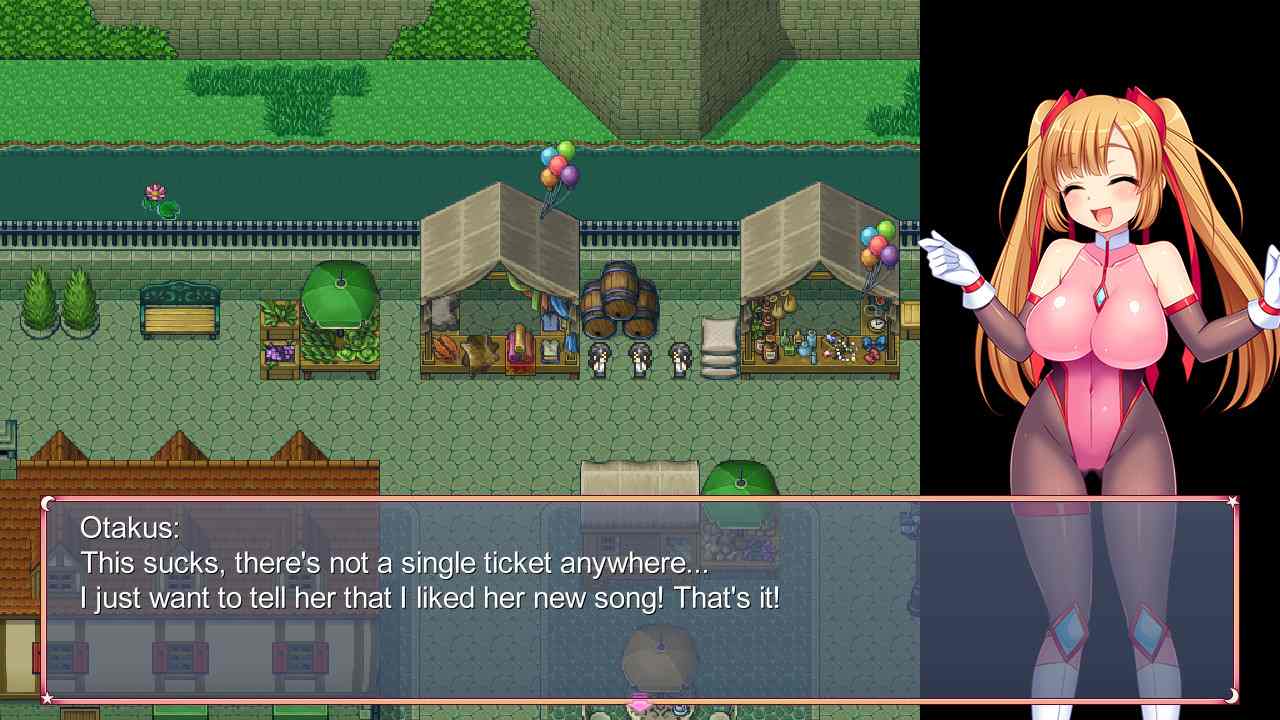 Otakus:
This sucks, there's not a single ticket anywhere...
I just want to tell her that I liked her new song! That's it!